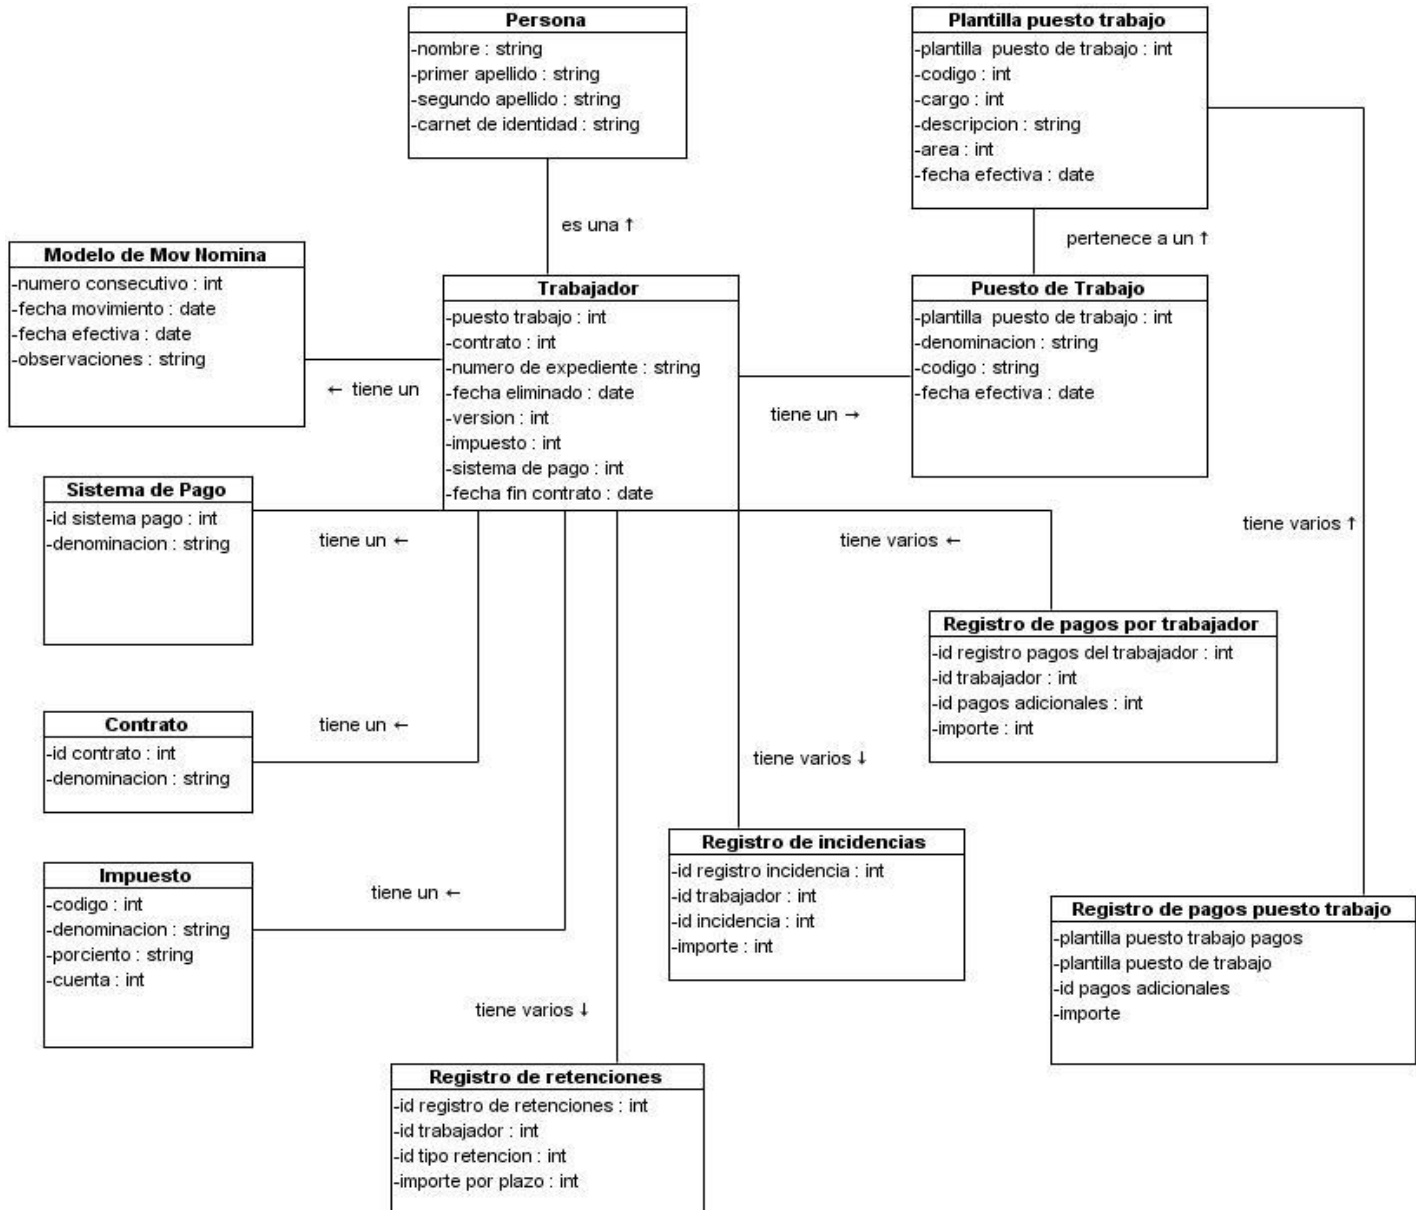 Persona
-nombre : string
-primer apellido : string
-segundo apellido : string
-carnet de identidad : string
Plantilla puesto trabajo
-plantilla puesto de trabajo : int
-codigo : int
-cargo : int
-descripcion : string
-area : int
-fecha efectiva : date
es una ↑
pertenece a un ↑
Modelo de Mov Nomina
-numero consecutivo : int
-fecha movimiento : date
-fecha efectiva : date
-observaciones : string
Trabajador
-puesto trabajo : int
-contrato : int
-numero de expediente : string
-fecha eliminado : date
-version : int
-impuesto : int
-sistema de pago : int
-fecha fin contrato : date
Puesto de Trabajo
-plantilla puesto de trabajo : int
-denominacion : string
-codigo : string
-fecha efectiva : date
← tiene un
tiene un →
Sistema de Pago
-id sistema pago : int
-denominacion : string
tiene un ←
tiene varios ←
tiene varios ↑
Registro de pagos por trabajador
-id registro pagos del trabajador : int
-id trabajador : int
-id pagos adicionales : int
-importe : int
Contrato
-id contrato : int
-denominacion : string
tiene un ←
tiene varios ↓
Registro de incidencias
-id registro incidencia : int
-id trabajador : int
-id incidencia : int
-importe : int
Impuesto
-codigo : int
-denominacion : string
-porciento : string
-cuenta : int
tiene un ←
Registro de pagos puesto trabajo
-plantilla puesto trabajo pagos
-plantilla puesto de trabajo
-id pagos adicionales
-importe
tiene varios ↓
Registro de retenciones
-id registro de retenciones : int
-id trabajador : int
-id tipo retencion : int
-importe por plazo : int